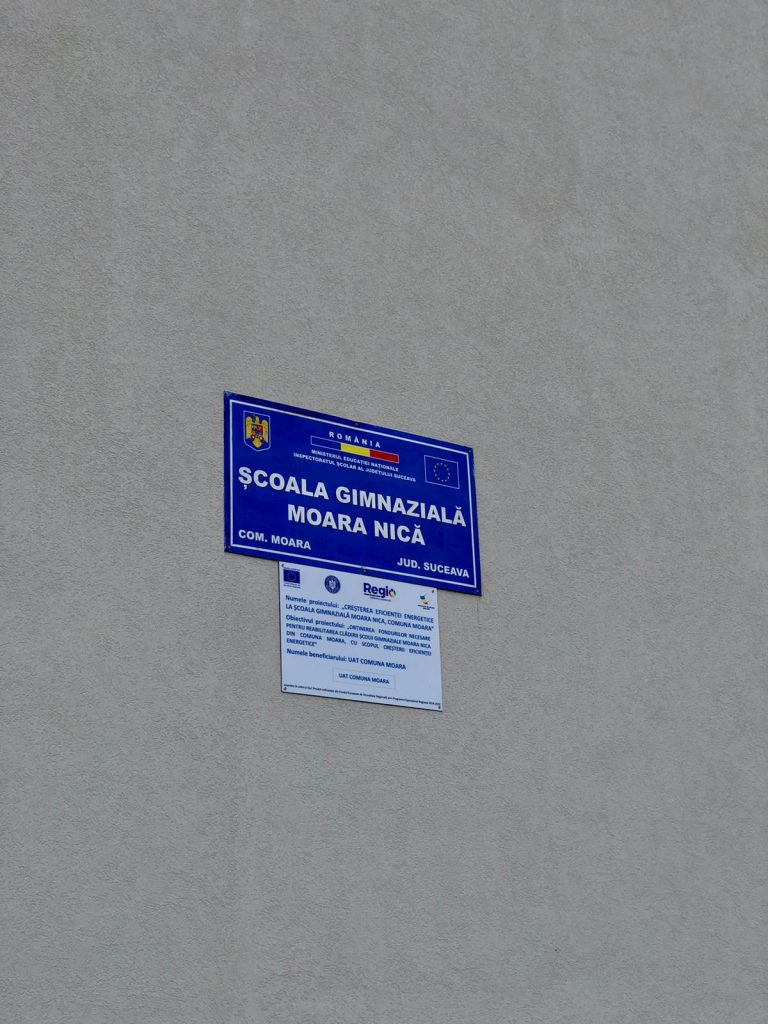 ROMÂNIA
MINISTERUL EDUCAȚIEI NAȚIONALE
INSPECTORATUL ȘCOLAR AL JUDEȚULUI SUCEAVA
ȘCOALA GIMNAZIALĂ
MOARA NICĂ
COM. MOARA
JUD. SUCEAVA
Regio
Numele proiectului: „CREȘTEREA EFICIENȚEI ENERGETICE
LA ȘCOALA GIMNAZIALĂ MOARA NICA, COMUNA MOARA”
Obiectivul proiectului: „OBȚINEREA FONDURILOR NECESARE
PENTRU REABILITAREA CLĂDIRII ȘCOLII GIMNAZIALE MOARA NICA
DIN COMUNA MOARA, CU SCOPUL CREȘTERII EFICIENȚEI
ENERGETICE”
Numele beneficiarului: UAT COMUNA MOARA
UAT COMUNA MOARA